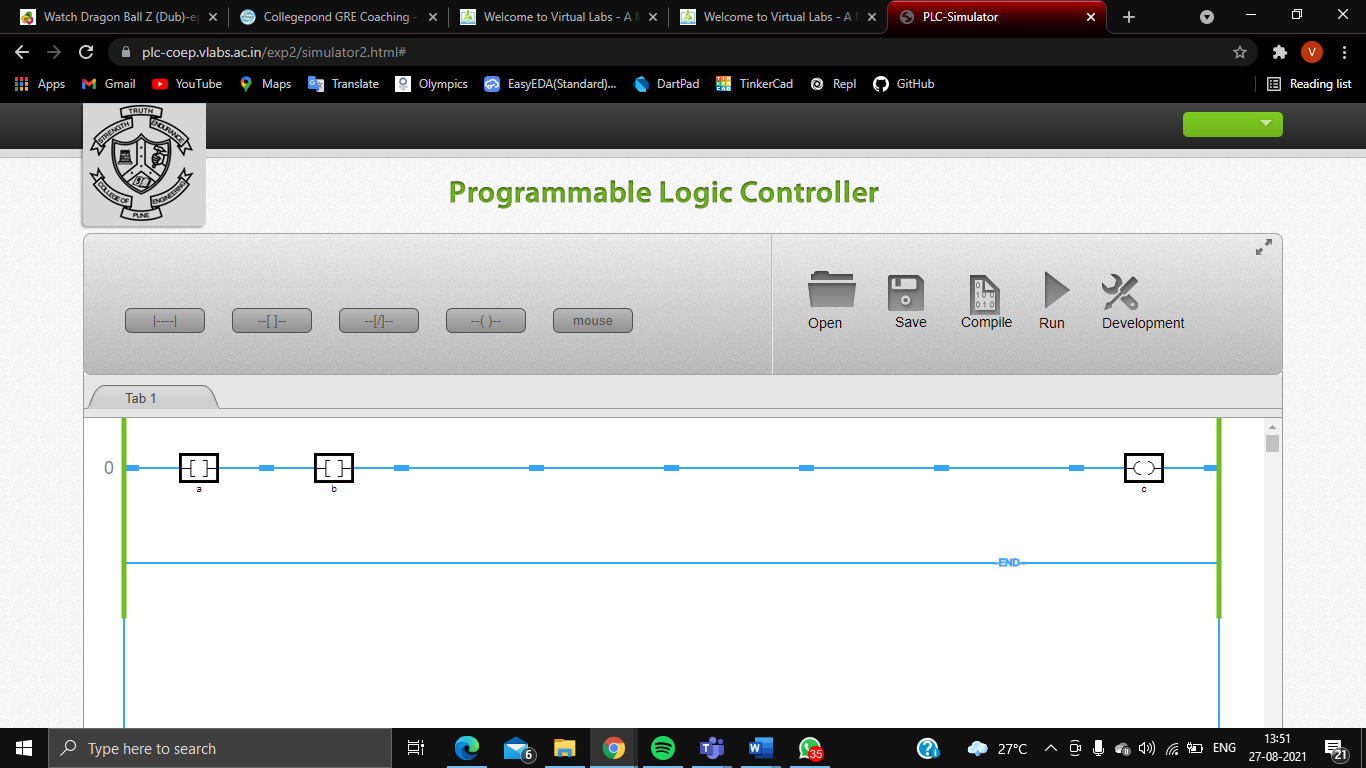 Watch Dragon Ball Z (Dub)-ep
Collegepond GRE Coaching -
Welcome to Virtual Labs - A M
Welcome to Virtual Labs - A M
PLC-Simulator
plc-coep.vlabs.ac.in/exp2/simulator2.html#
V
Apps
Gmail
YouTube
Maps
Translate
Olympics
EasyEDA(Standard)...
DartPad
TinkerCad
Repl
GitHub
Reading list
TRUTH
STRENGTH
ENDURANCE
COLLEGE OF
ENGINEERING
PUNE
Programmable Logic Controller
|----|
--[ ]--
--[/]--
--( )--
mouse
Open
Save
Compile
Run
Development
Tab 1
0
[ ]
a
[ ]
b
( )
c
END
Type here to search
6
35
27°C
ENG
13:51
27-08-2021
21